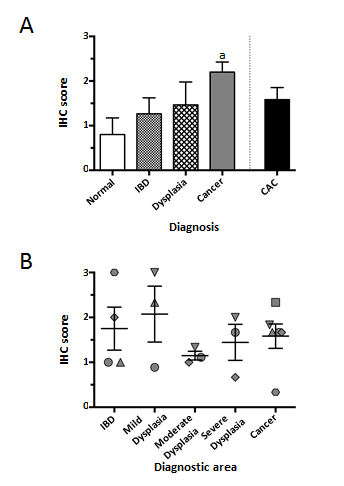 A
3
2
1
0
IHC score
a
Normal
IBD
Dysplasia
Cancer
CAC
Diagnosis
B
3
2
1
0
IHC score
IBD
Mild
Dysplasia
Moderate
Dysplasia
Severe
Dysplasia
Cancer
Diagnostic area